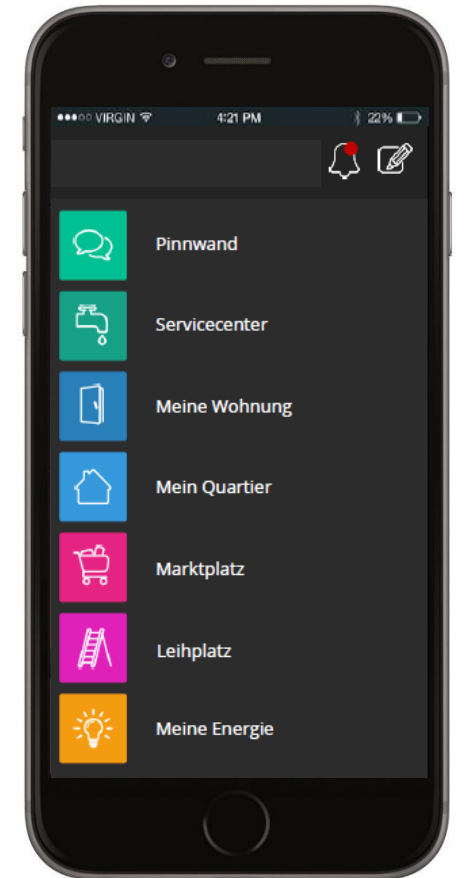 VIRGIN 4:21 PM 22%
Pinnwand
Servicecenter
Meine Wohnung
Mein Quartier
Marktplatz
Leihplatz
Meine Energie